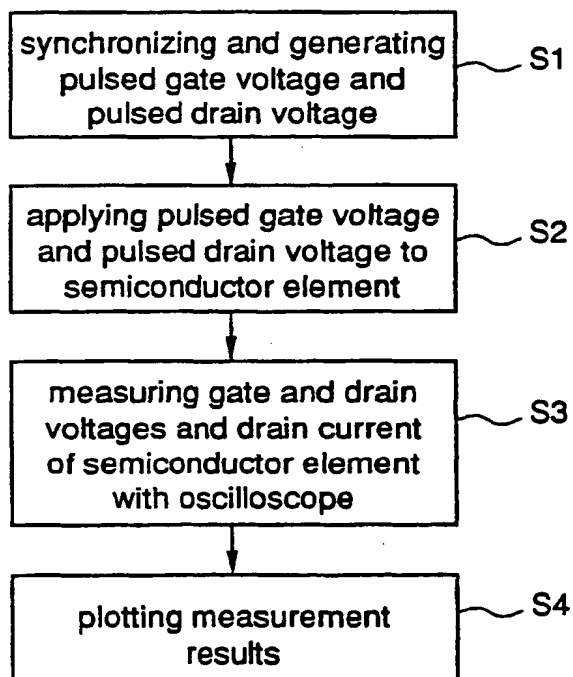 synchronizing and generating
pulsed gate voltage and
pulsed drain voltage
S1
applying pulsed gate voltage
and pulsed drain voltage to
semiconductor element
S2
measuring gate and drain
voltages and drain current
of semiconductor element
with oscilloscope
S3
plotting measurement
results
S4